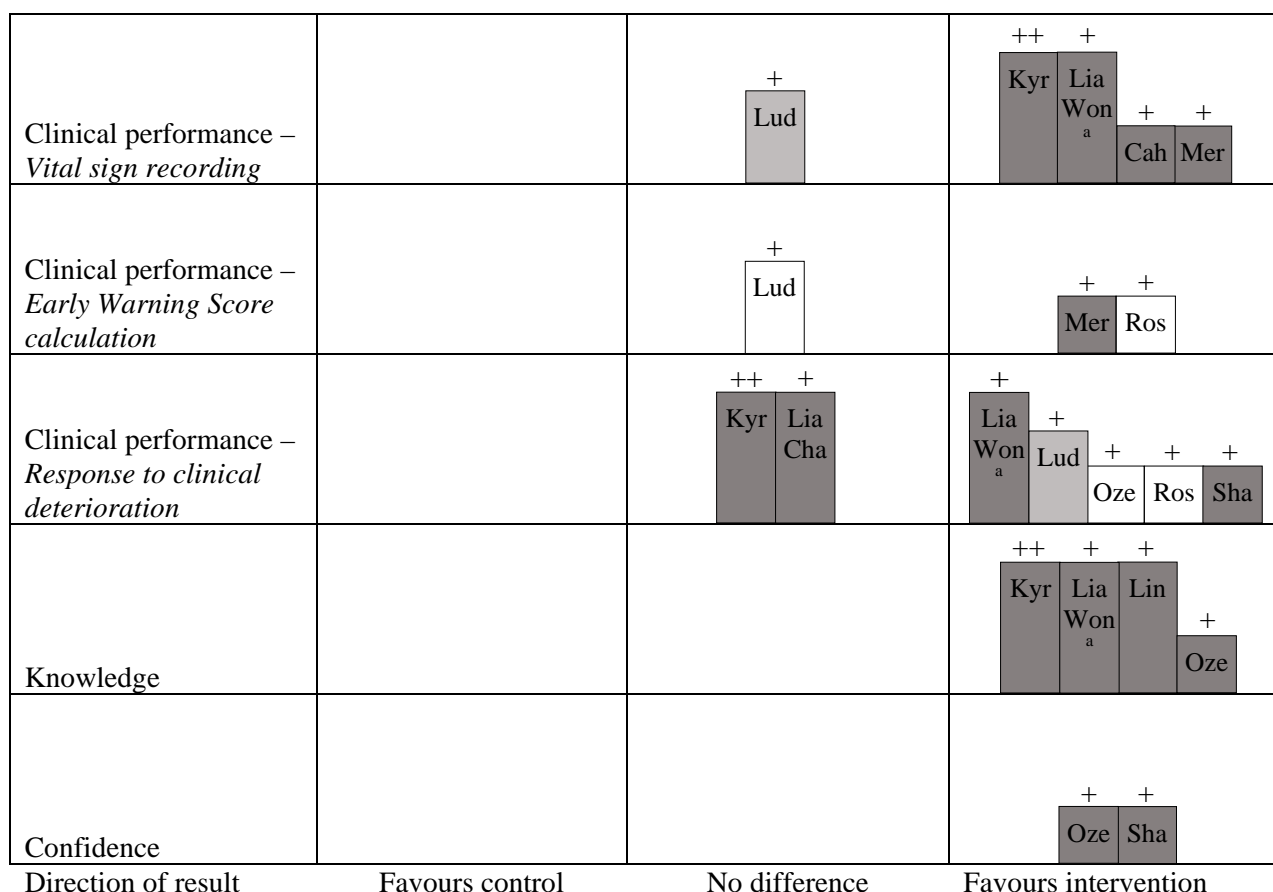 ++ +
Kyr Lia
Won
a
+ +
Cah Mer
+
Lud
Clinical performance –
Vital sign recording
+
Lud
+ +
Mer Ros
Clinical performance –
Early Warning Score
calculation
++ +
Kyr Lia
Cha
+
Lia
Won
a
+
Lud
+ + +
Oze Ros Sha
Clinical performance –
Response to clinical
deterioration
++ + +
Kyr Lia Lin
Won
a
+
Oze
Knowledge
+ +
Oze Sha
Confidence
Direction of result Favours control No difference Favours intervention